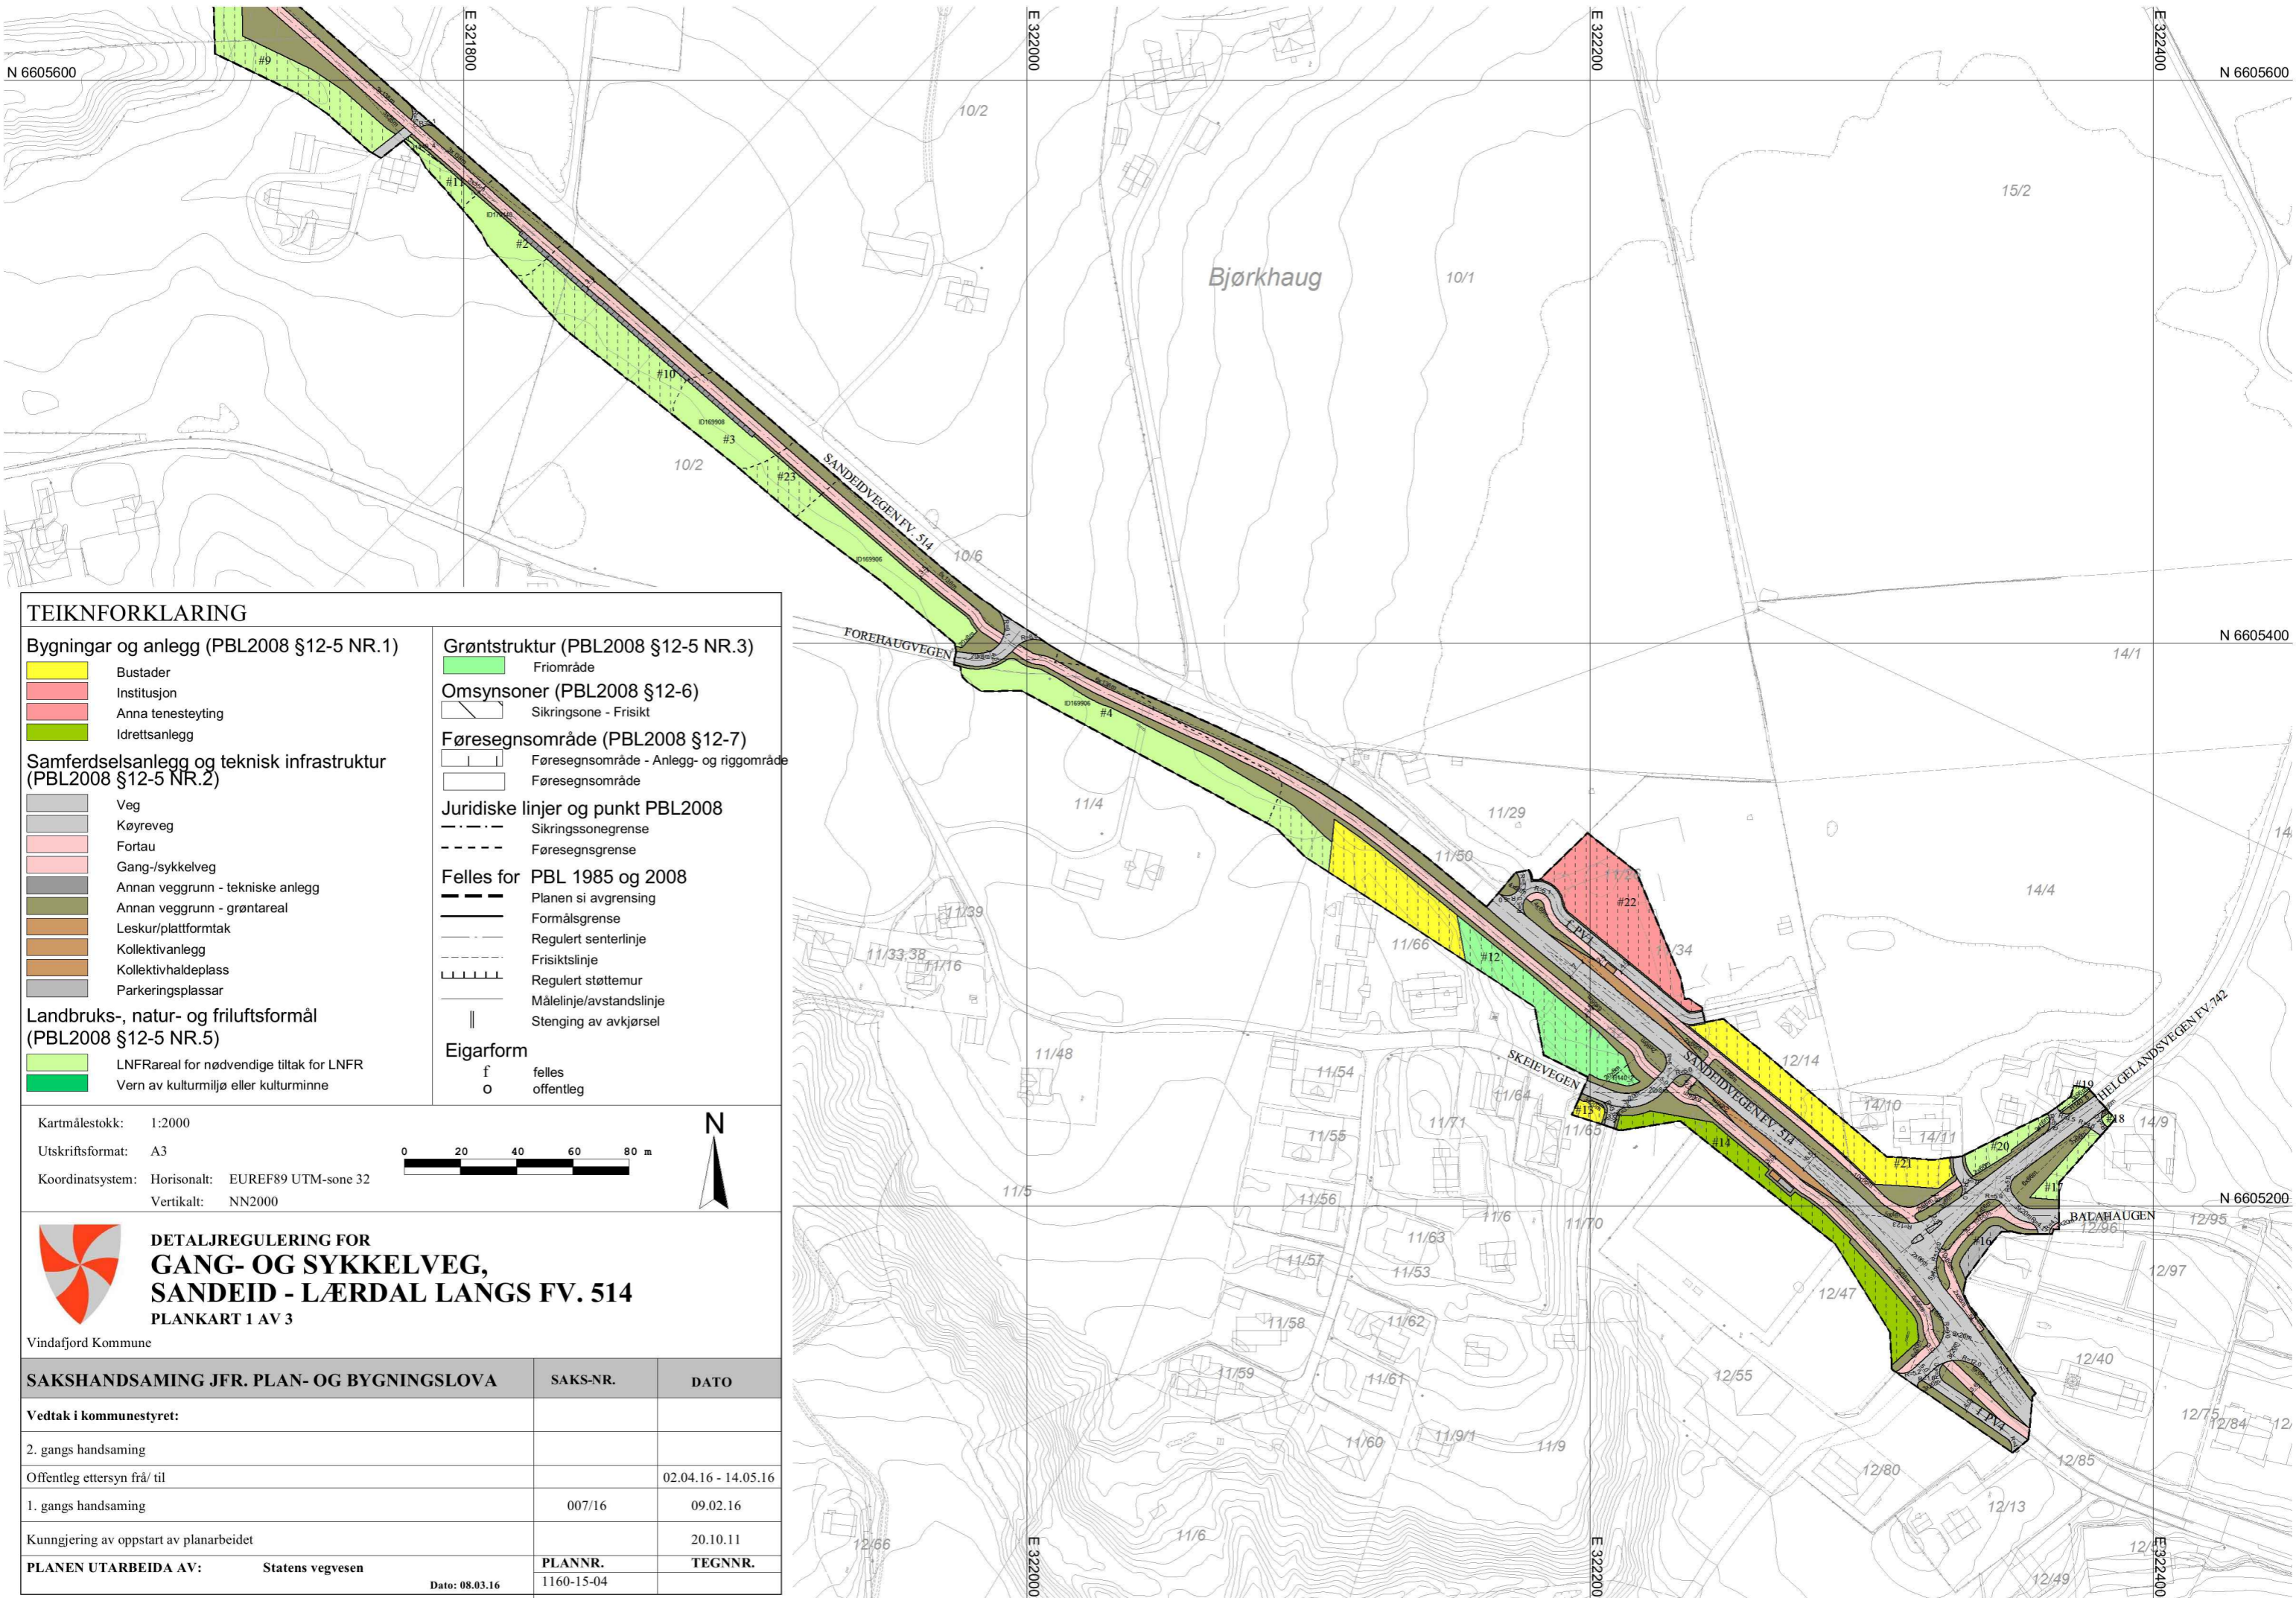 E 321800
E 322000
E 322200
E 322400
N 6605600
N 6605600
#9
10/2
15/2
#11
#2
Bjørkhaug
10/1
#10
ID169908
#3
10/2
#23
SANDEIDVEGEN FV. 514
ID169906
10/6
FOREHAUGVEGEN
N 6605400
14/1
ID169906
#4
11/4
11/29
11/50
14/4
#22
11/39
11/66
11/33,38
11/16
#12
f_PV1
11/48
SKEIEVEGEN
SANDEIDVEGEN FV. 514
12/14
HELGELANDSVEGEN FV.742
11/54
11/64
#15
11/65
11/71
11/55
#14
14/10
14/11
#19
#18
14/9
#20
#21
#17
11/5
11/56
11/6
11/70
N 6605200
BALAHAUGEN
12/95
12/96
11/63
11/57
11/53
#16
12/97
12/47
11/58
11/62
12/40
11/59
11/61
12/55
12/75
12/84
11/60
11/9/1
11/9
12/80
12/85
12/13
11/6
12/66
12/49
E 322000
E 322200
E 322400
TEIKNFORKLARING
Bygningar og anlegg (PBL2008 §12-5 NR.1)
Bustader
Institusjon
Anna tenesteyting
Idrettsanlegg
Samferdselsanlegg og teknisk infrastruktur
(PBL2008 §12-5 NR.2)
Veg
Køyreveg
Fortau
Gang-/sykkelveg
Annan veggrunn - tekniske anlegg
Annan veggrunn - grøntareal
Leskur/plattformtak
Kollektivanlegg
Kollektivhaldeplass
Parkeringsplassar
Landbruks-, natur- og friluftsformål
(PBL2008 §12-5 NR.5)
LNFRareal for nødvendige tiltak for LNFR
Vern av kulturmiljø eller kulturminne
Grøntstruktur (PBL2008 §12-5 NR.3)
Friområde
Omsynsoner (PBL2008 §12-6)
Sikringsone - Frisikt
Føresegnsområde (PBL2008 §12-7)
Føresegnsområde - Anlegg- og riggområde
Føresegnsområde
Juridiske linjer og punkt PBL2008
Sikringssonegrense
Føresegnsgrense
Felles for PBL 1985 og 2008
Planen si avgrensing
Formålsgrense
Regulert senterlinje
Frisiktslinje
Regulert støttemur
Målelinje/avstandslinje
Stenging av avkjørsel
Eigarform
f felles
o offentleg
Kartmålestokk: 1:2000
Utskriftsformat: A3
Koordinatsystem: Horisonalt: EUREF89 UTM-sone 32
Vertikalt: NN2000
0 20 40 60 80 m
N
DETALJREGULERING FOR
GANG- OG SYKKELVEG,
SANDEID - LÆRDAL LANGS FV. 514
PLANKART 1 AV 3
Vindafjord Kommune
SAKSHANDSAMING JFR. PLAN- OG BYGNINGSLOVA SAKS-NR. DATO
Vedtak i kommunestyret:
2. gangs handsaming
Offentleg ettersyn frå/ til 02.04.16 - 14.05.16
1. gangs handsaming 007/16 09.02.16
Kunngjering av oppstart av planarbeidet 20.10.11
PLANEN UTARBEIDA AV: Statens vegvesen PLANNR. TEGNNR.
Dato: 08.03.16 1160-15-04